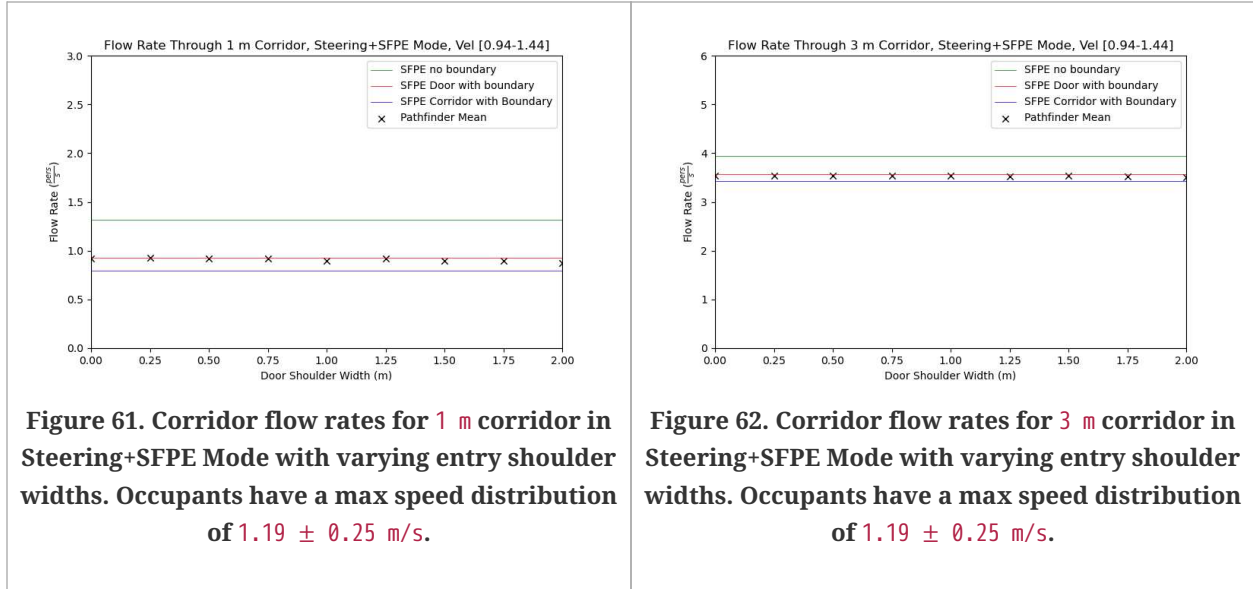 Flow Rate Through 1 m Corridor, Steering+SFPE Mode, Vel [0.94-1.44]
3.0
2.5
2.0
1.5
1.0
0.5
0.0
Flow Rate (pers/s)
SFPE no boundary
SFPE Door with boundary
SFPE Corridor with Boundary
Pathfinder Mean
0.00 0.25 0.50 0.75 1.00 1.25 1.50 1.75 2.00
Door Shoulder Width (m)
Figure 61. Corridor flow rates for 1 m corridor in
Steering+SFPE Mode with varying entry shoulder
widths. Occupants have a max speed distribution
of 1.19 ± 0.25 m/s.
Flow Rate Through 3 m Corridor, Steering+SFPE Mode, Vel [0.94-1.44]
6
5
4
3
2
1
0
Flow Rate (pers/s)
SFPE no boundary
SFPE Door with boundary
SFPE Corridor with Boundary
Pathfinder Mean
0.00 0.25 0.50 0.75 1.00 1.25 1.50 1.75 2.00
Door Shoulder Width (m)
Figure 62. Corridor flow rates for 3 m corridor in
Steering+SFPE Mode with varying entry shoulder
widths. Occupants have a max speed distribution
of 1.19 ± 0.25 m/s.